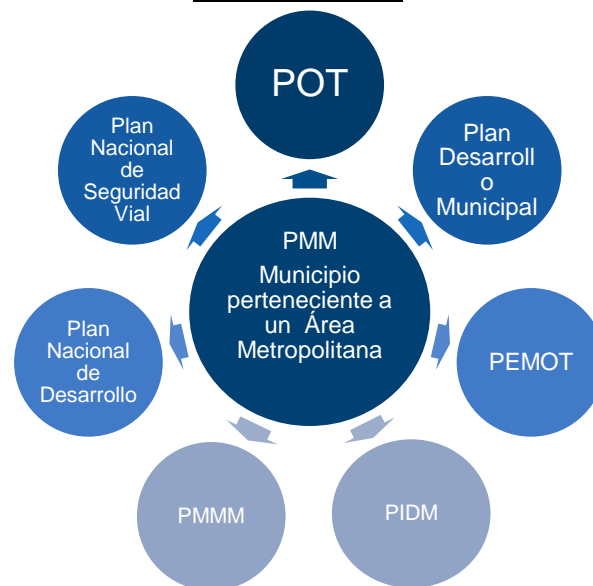 POT
Plan
Nacional
de
Seguridad
Vial
Plan
Desarroll
o
Municipal
PMM
Municipio
perteneciente a
un Área
Metropolitana
Plan
Nacional
de
Desarrollo
PEMOT
PMMM
PIDM